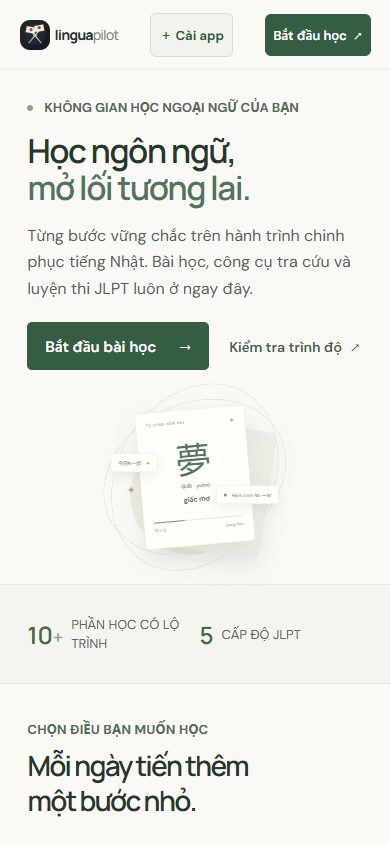 linguapilot
+ Cài app
Bắt đầu học ↗
KHÔNG GIAN HỌC NGOẠI NGỮ CỦA BẠN
Học ngôn ngữ,
mở lối tương lai.
Từng bước vững chắc trên hành trình chinh
phục tiếng Nhật. Bài học, công cụ tra cứu và
luyện thi JLPT luôn ở ngay đây.
Bắt đầu bài học →
Kiểm tra trình độ ↗
夢
yume
giấc mơ
10+ PHẦN HỌC CÓ LỘ
TRÌNH
5 CẤP ĐỘ JLPT
CHỌN ĐIỀU BẠN MUỐN HỌC
Mỗi ngày tiến thêm
một bước nhỏ.